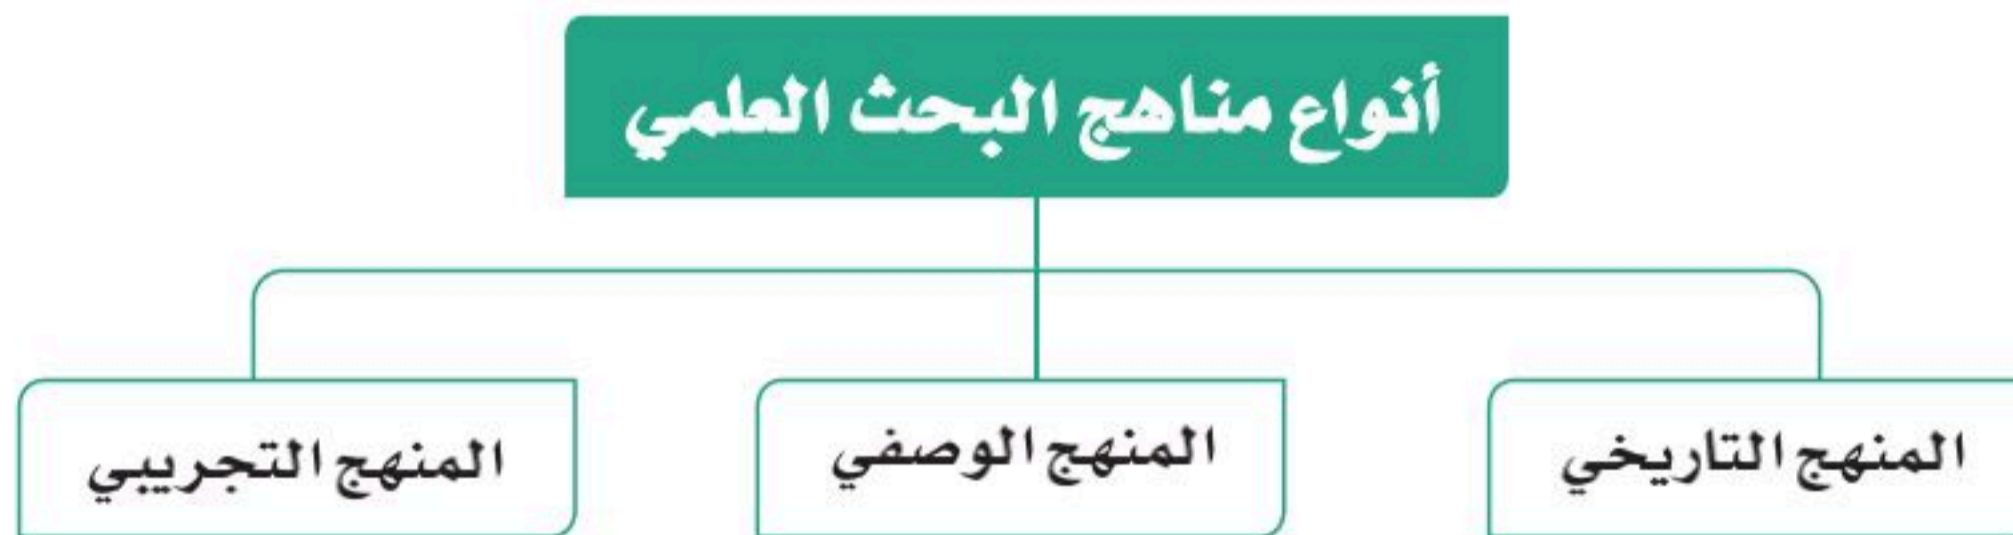 أنواع مناهج البحث العلمي
المنهج التاريخي
المنهج الوصفي
المنهج التجريبي